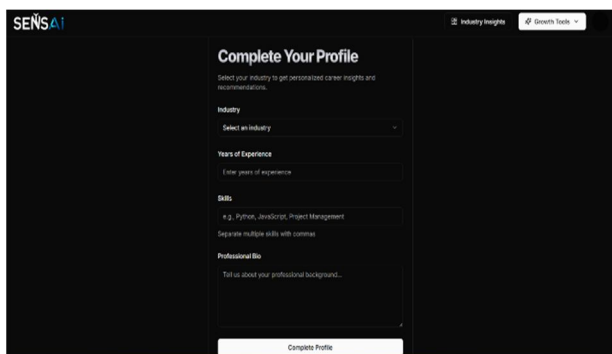 SENSAi
Industry Insights
Growth Tools
Complete Your Profile
Select your industry to get personalized career insights and
recommendations.
Industry
Select an industry
Years of Experience
Enter years of experience
Skills
e.g., Python, JavaScript, Project Management
Separate multiple skills with commas
Professional Bio
Tell us about your professional background...
Complete Profile